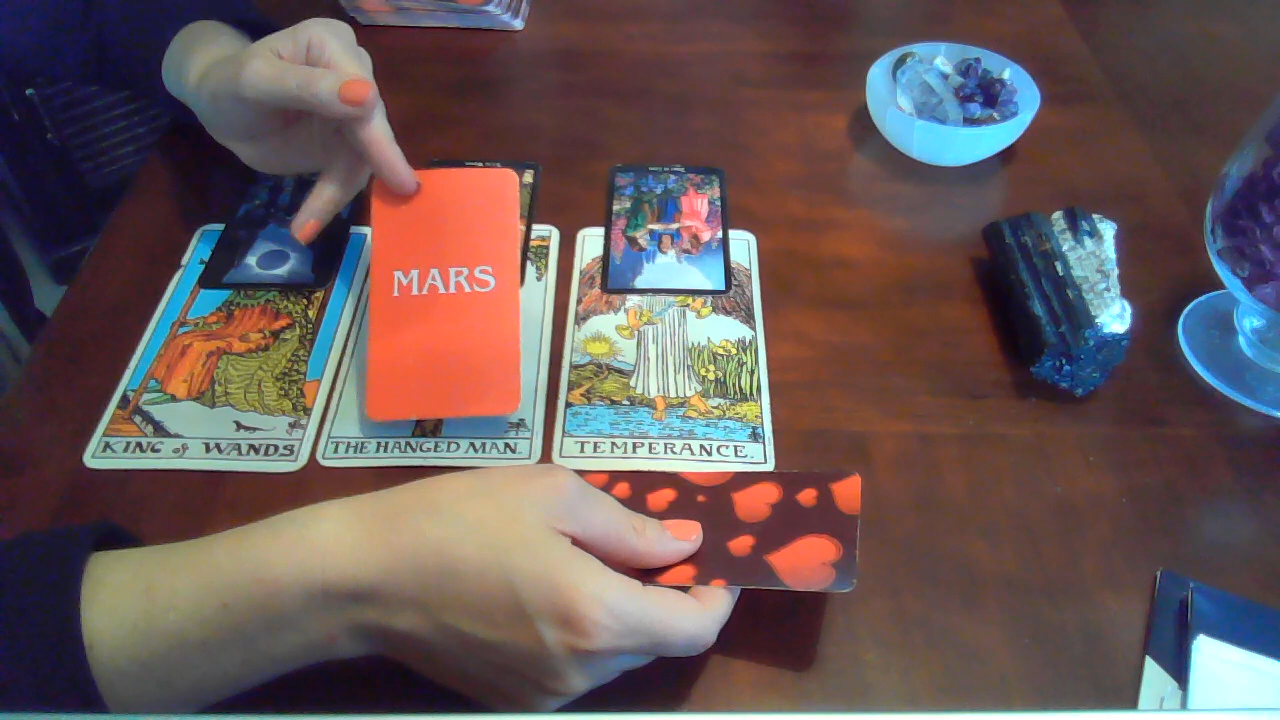 MARS
KING of WANDS
THE HANGED MAN.
TEMPERANCE.